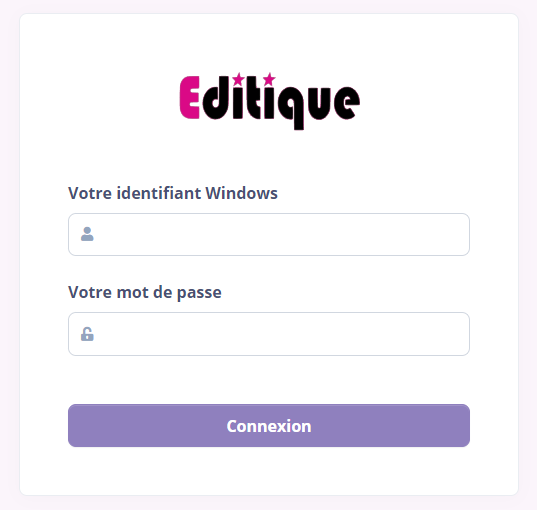 Editique
Votre identifiant Windows
Votre mot de passe
Connexion